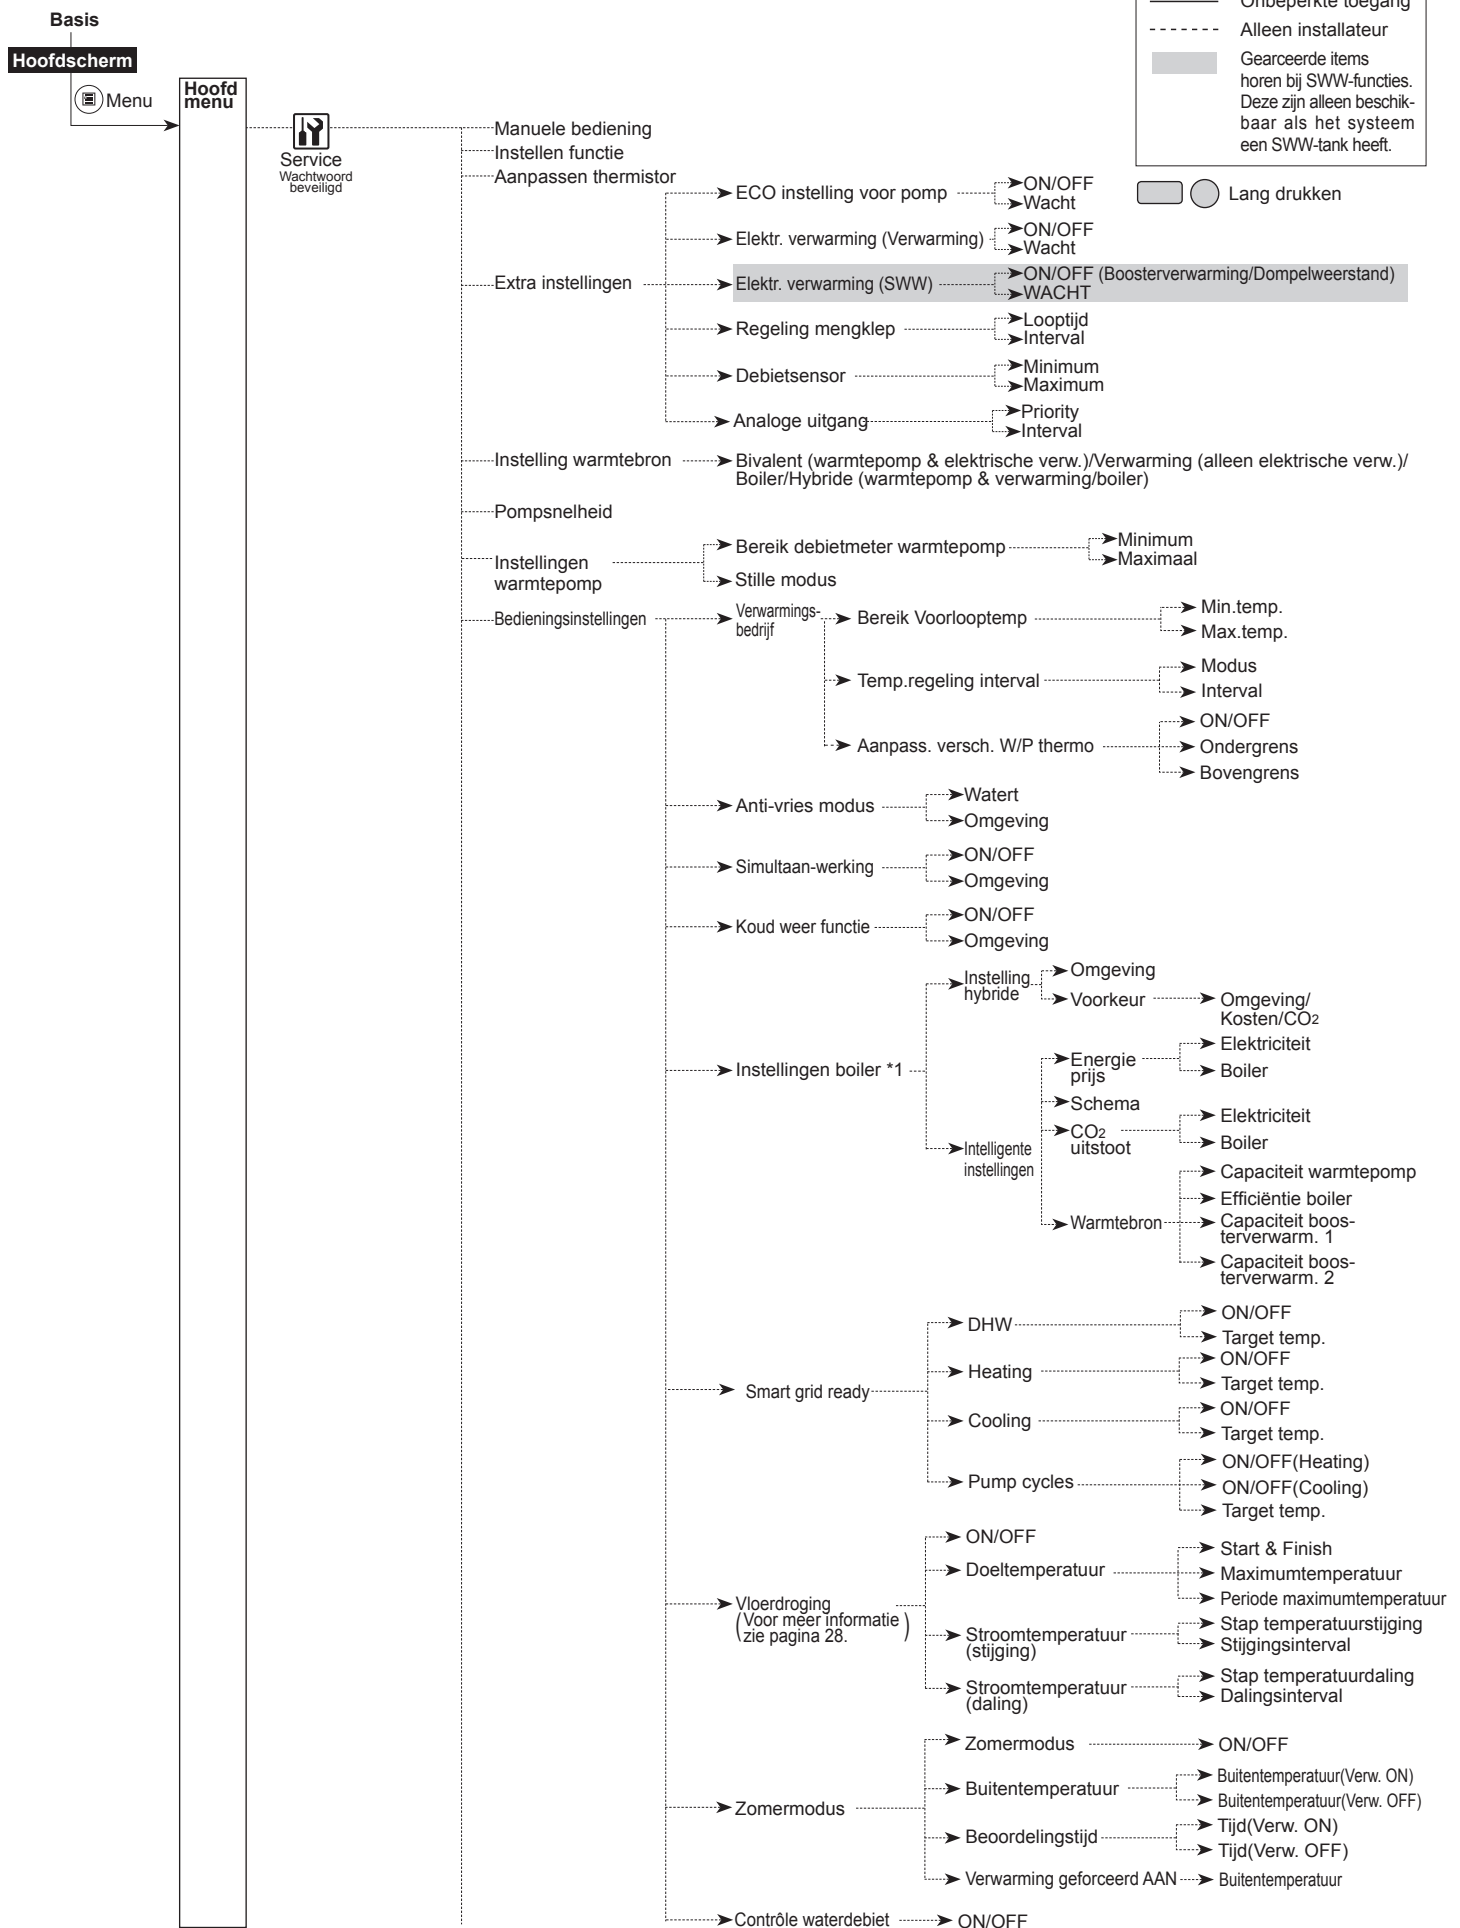 Basis
Hoofdscherm
Menu
Hoofd
menu
Service
Wachtwoord
beveiligd
Onbeperkte toegang
Alleen installateur
Gearceerde items
horen bij SWW-functies.
Deze zijn alleen beschik-
baar als het systeem
een SWW-tank heeft.
Lang drukken
Manuele bediening
Instellen functie
Aanpassen thermistor
Extra instellingen
ECO instelling voor pomp
ON/OFF
Wacht
Elektr. verwarming (Verwarming)
ON/OFF
Wacht
Elektr. verwarming (SWW)
ON/OFF (Boosterverwarming/Dompelweerstand)
WACHT
Regeling mengklep
Looptijd
Interval
Debietsensor
Minimum
Maximum
Analoge uitgang
Priority
Interval
Instelling warmtebron
Bivalent (warmtepomp & elektrische verw.)/Verwarming (alleen elektrische verw.)/
Boiler/Hybride (warmtepomp & verwarming/boiler)
Pompsnelheid
Instellingen
warmtepomp
Bereik debietmeter warmtepomp
Minimum
Maximaal
Stille modus
Bedieningsinstellingen
Verwarmings-
bedrijf
Bereik Voorlooptemp
Min.temp.
Max.temp.
Temp.regeling interval
Modus
Interval
Aanpass. versch. W/P thermo
ON/OFF
Ondergrens
Bovengrens
Anti-vries modus
Watert
Omgeving
Simultaan-werking
ON/OFF
Omgeving
Koud weer functie
ON/OFF
Omgeving
Instellingen boiler *1
Instelling
hybride
Omgeving
Voorkeur
Omgeving/
Kosten/CO2
Intelligente
instellingen
Energie
prijs
Elektriciteit
Boiler
Schema
CO2
uitstoot
Elektriciteit
Boiler
Warmtebron
Capaciteit warmtepomp
Efficiëntie boiler
Capaciteit boos-
terverwarm. 1
Capaciteit boos-
terverwarm. 2
Smart grid ready
DHW
ON/OFF
Target temp.
Heating
ON/OFF
Target temp.
Cooling
ON/OFF
Target temp.
Pump cycles
ON/OFF(Heating)
ON/OFF(Cooling)
Target temp.
Vloerdroging
(Voor meer informatie
zie pagina 28.)
ON/OFF
Doeltemperatuur
Start & Finish
Maximumtemperatuur
Periode maximumtemperatuur
Stroomtemperatuur
(stijging)
Stap temperatuurstijging
Stijgingsinterval
Stroomtemperatuur
(daling)
Stap temperatuurdaling
Dalingsinterval
Zomermodus
Zomermodus
ON/OFF
Buitentemperatuur
Buitentemperatuur(Verw. ON)
Buitentemperatuur(Verw. OFF)
Beoordelingstijd
Tijd(Verw. ON)
Tijd(Verw. OFF)
Verwarming geforceerd AAN
Buitentemperatuur
Contrôle waterdebiet
ON/OFF